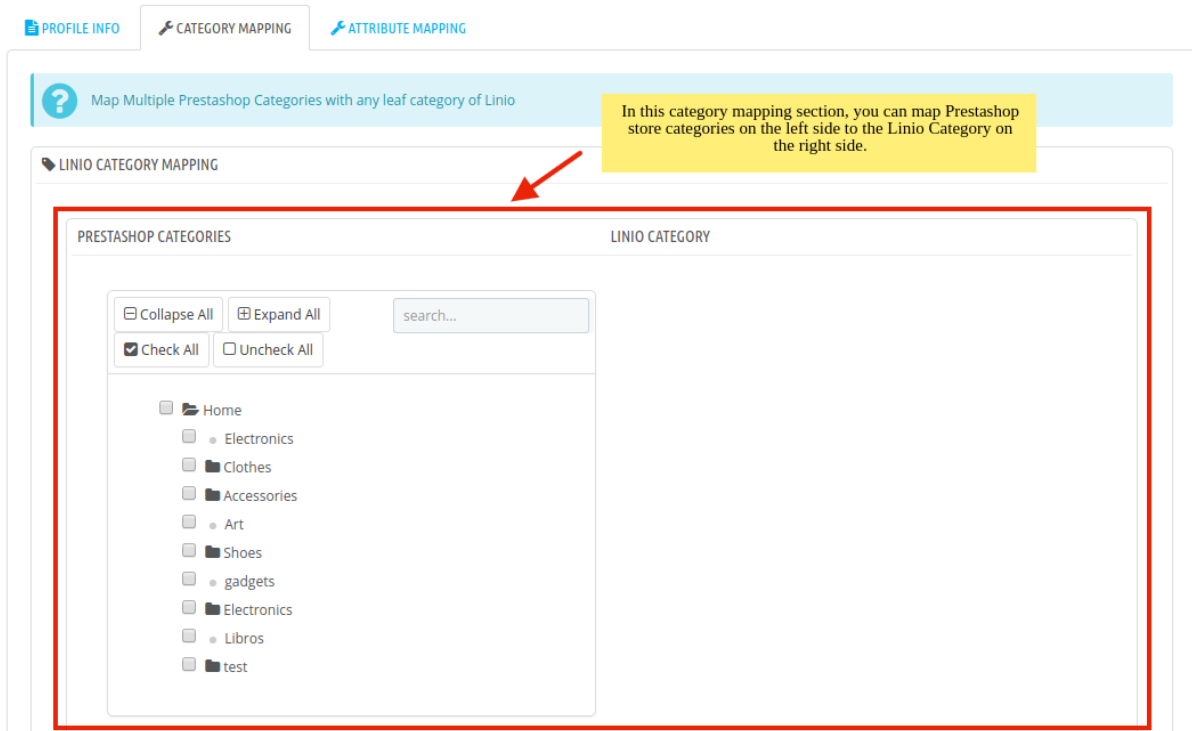 PROFILE INFO
CATEGORY MAPPING
ATTRIBUTE MAPPING
Map Multiple Prestashop Categories with any leaf category of Linio
In this category mapping section, you can map Prestashop
store categories on the left side to the Linio Category on
the right side.
LINIO CATEGORY MAPPING
PRESTASHOP CATEGORIES
LINIO CATEGORY
Collapse All
Expand All
search...
Check All
Uncheck All
Home
Electronics
Clothes
Accessories
Art
Shoes
gadgets
Electronics
Libros
test